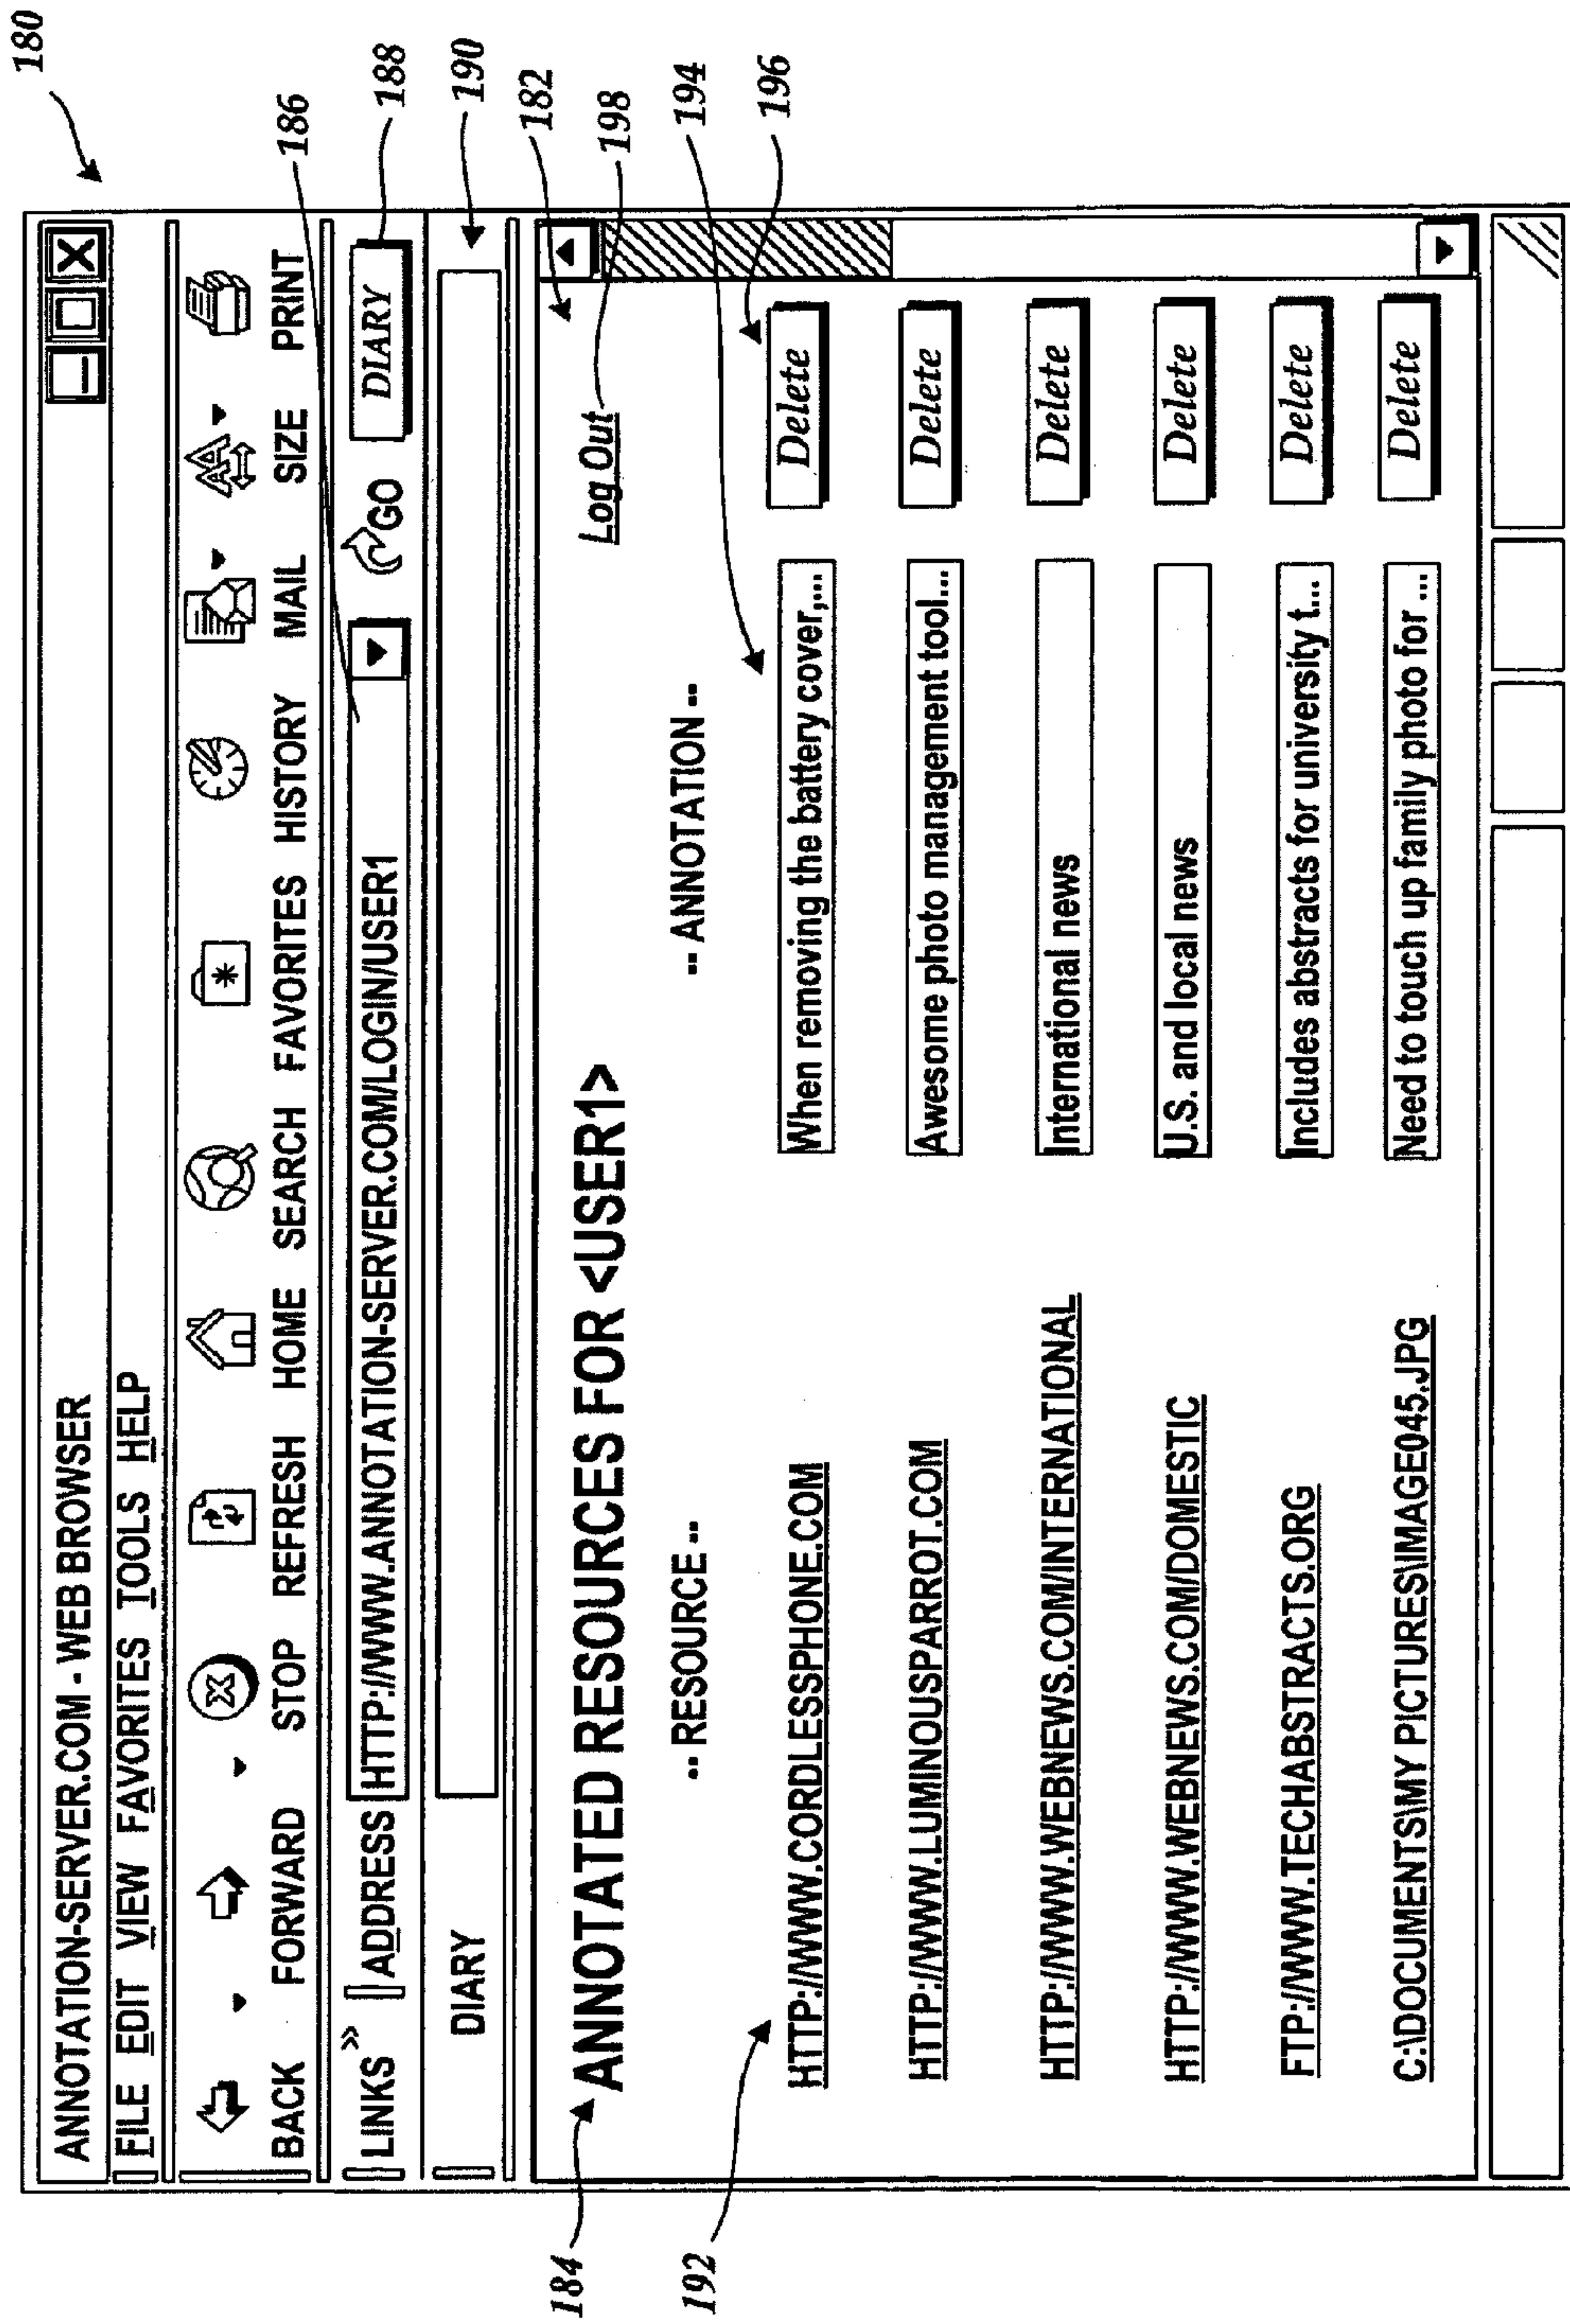 180
ANNOTATION-SERVER.COM - WEB BROWSER
FILE EDIT VIEW FAVORITES TOOLS HELP
BACK FORWARD STOP REFRESH HOME SEARCH FAVORITES HISTORY MAIL SIZE PRINT
186
LINKS » ADDRESS HTTP://WWW.ANNOTATION-SERVER.COM/LOGIN/USER1 GO DIARY 188
DIARY 190
182
184 ANNOTATED RESOURCES FOR <USER1> Log Out 198
-- RESOURCE -- -- ANNOTATION -- 194
192 196
HTTP://WWW.CORDLESSPHONE.COM When removing the battery cover,... Delete
HTTP://WWW.LUMINOUSPARROT.COM Awesome photo management tool... Delete
HTTP://WWW.WEBNEWS.COM/INTERNATIONAL International news Delete
HTTP://WWW.WEBNEWS.COM/DOMESTIC U.S. and local news Delete
FTP://WWW.TECHABSTRACTS.ORG Includes abstracts for university t... Delete
C:\DOCUMENTS\MY PICTURES\IMAGE045.JPG Need to touch up family photo for ... Delete